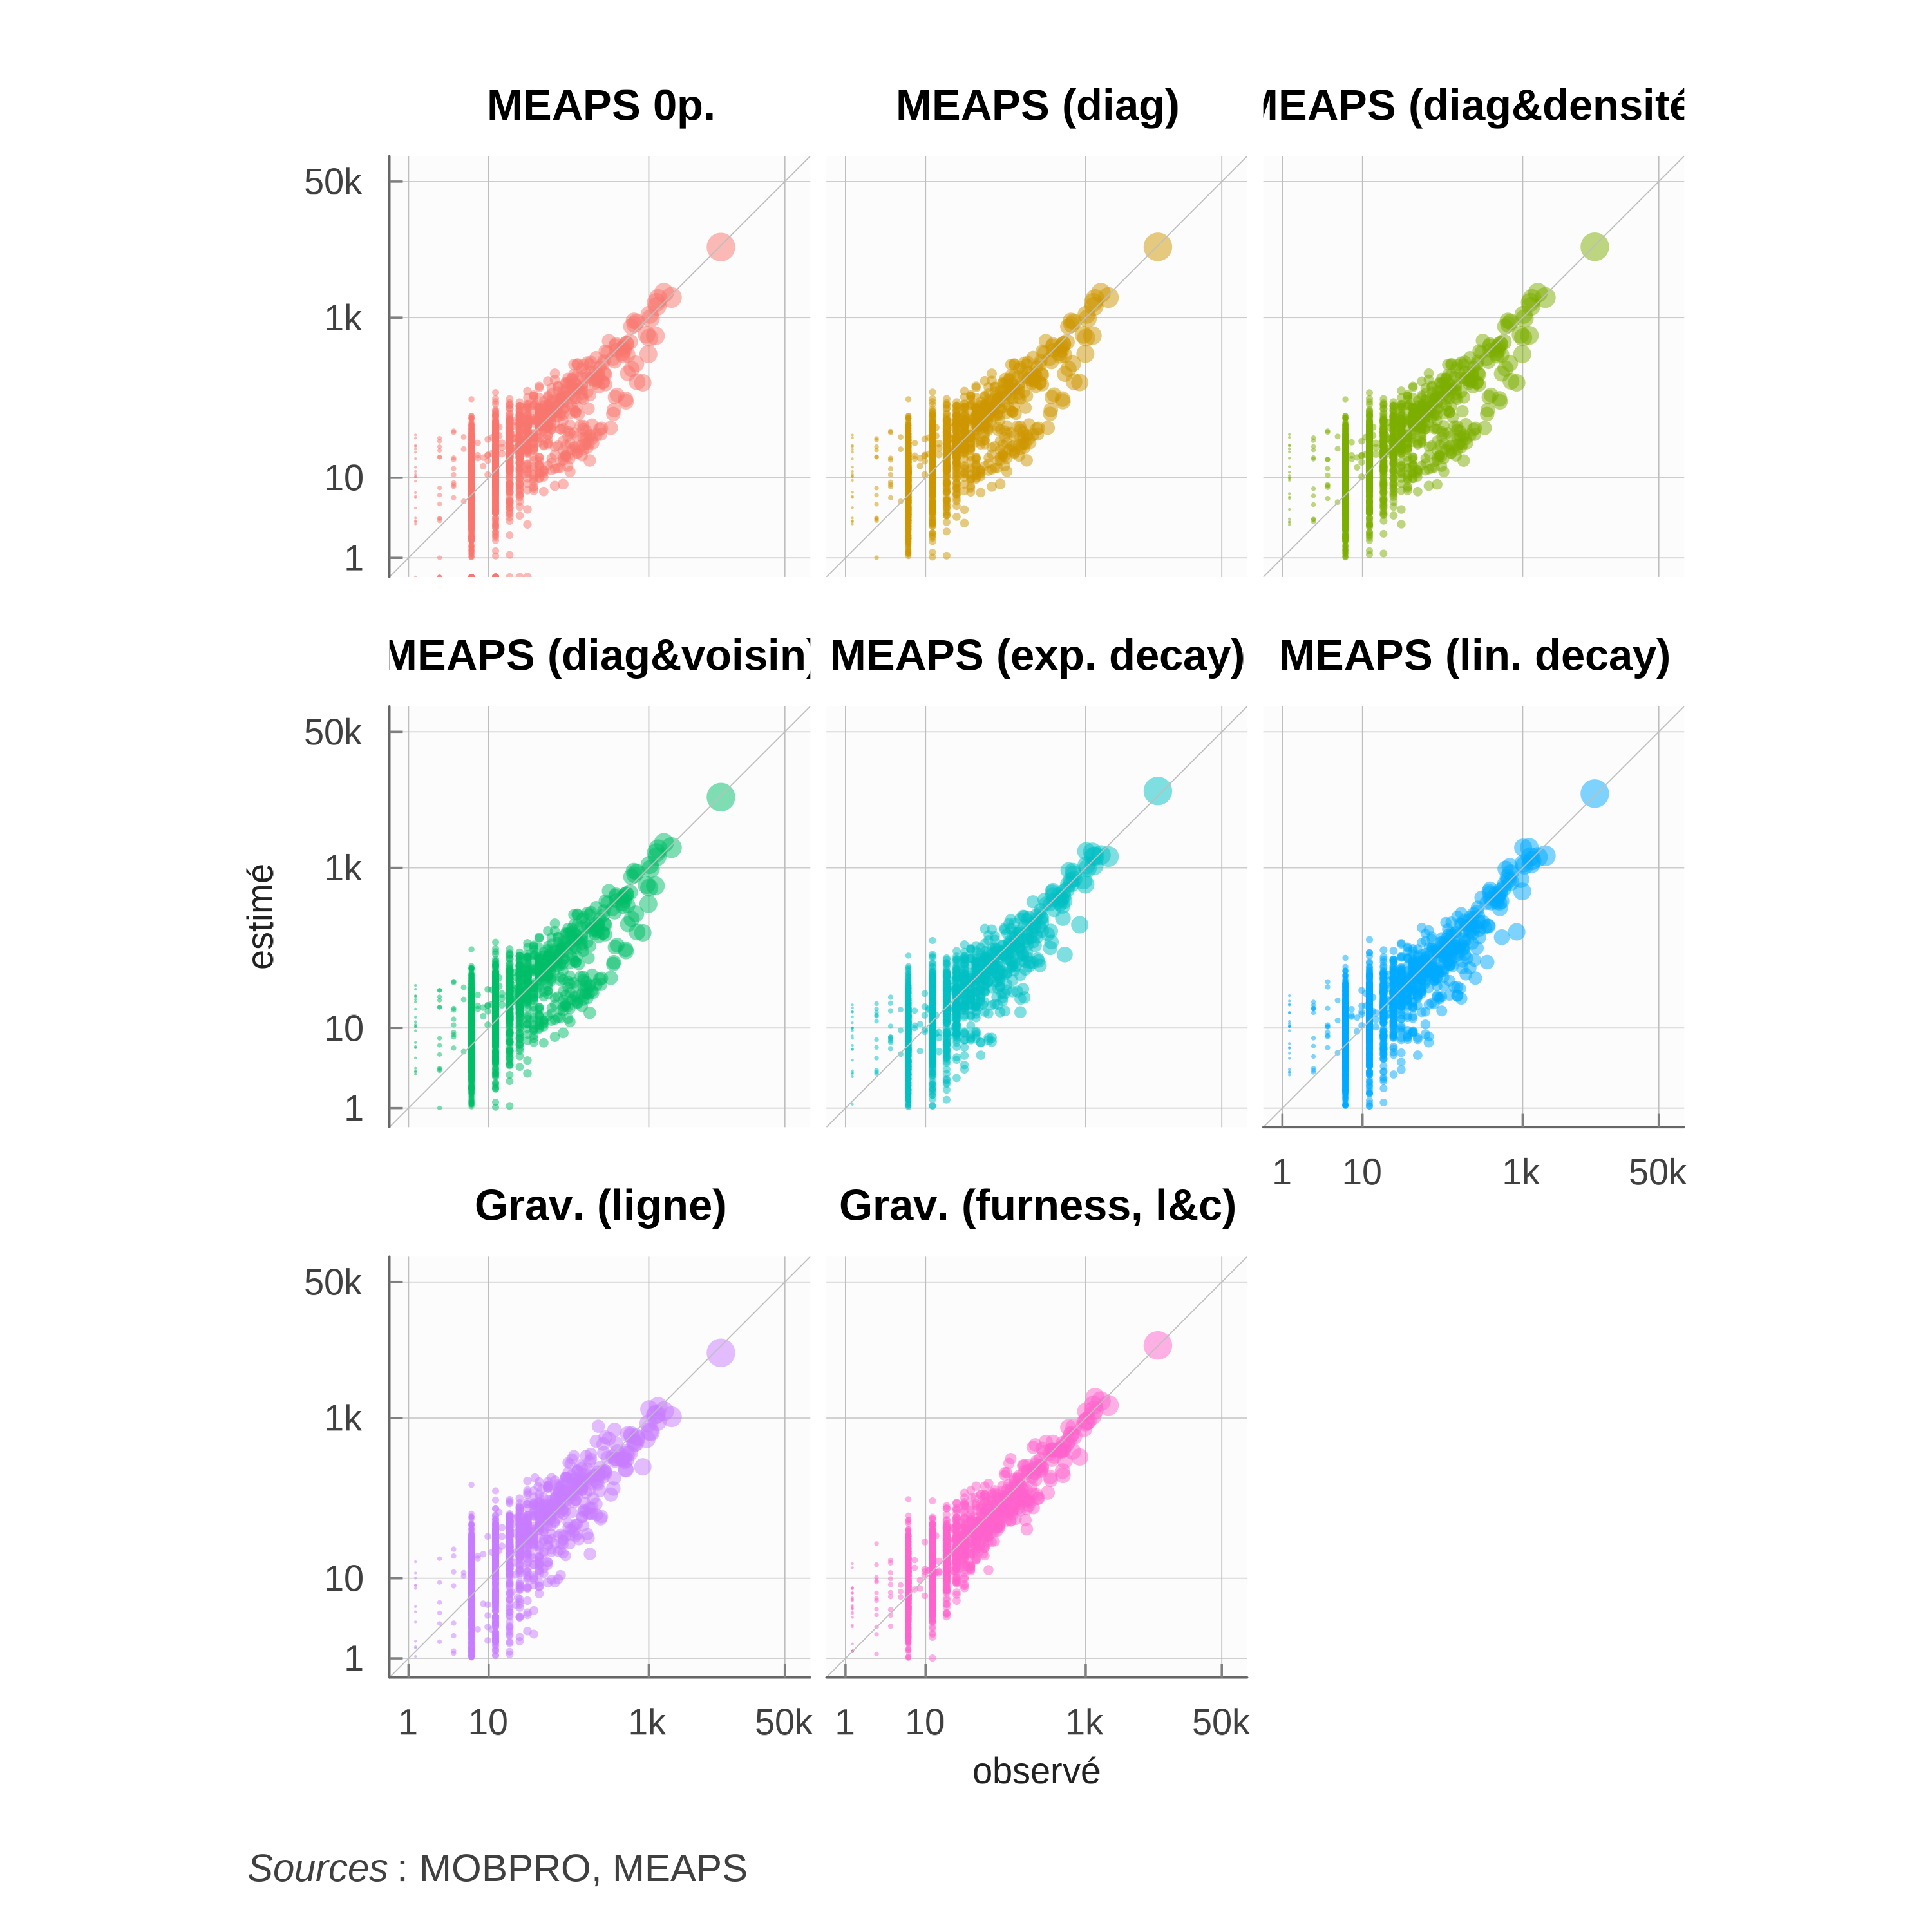 MEAPS 0p.
MEAPS (diag)
MEAPS (diag&densité
50k
1k
10
1
MEAPS (diag&voisin)
MEAPS (exp. decay)
MEAPS (lin. decay)
50k
1k
10
1
estimé
1 10 1k 50k
Grav. (ligne)
Grav. (furness, l&c)
50k
1k
10
1
1 10 1k 50k
1 10 1k 50k
observé
Sources : MOBPRO, MEAPS